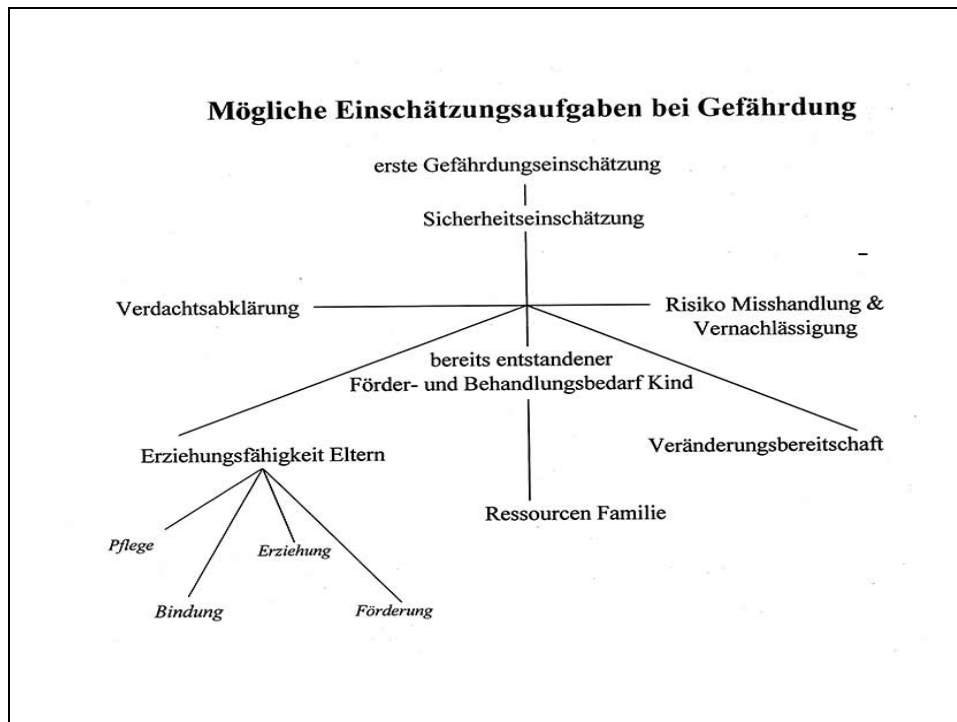 Mögliche Einschätzungsaufgaben bei Gefährdung
erste Gefährdungseinschätzung
Sicherheitseinschätzung
Verdachtsabklärung
Risiko Misshandlung &
Vernachlässigung
bereits entstandener
Förder- und Behandlungsbedarf Kind
Erziehungsfähigkeit Eltern
Veränderungsbereitschaft
Ressourcen Familie
Pflege
Erziehung
Bindung
Förderung